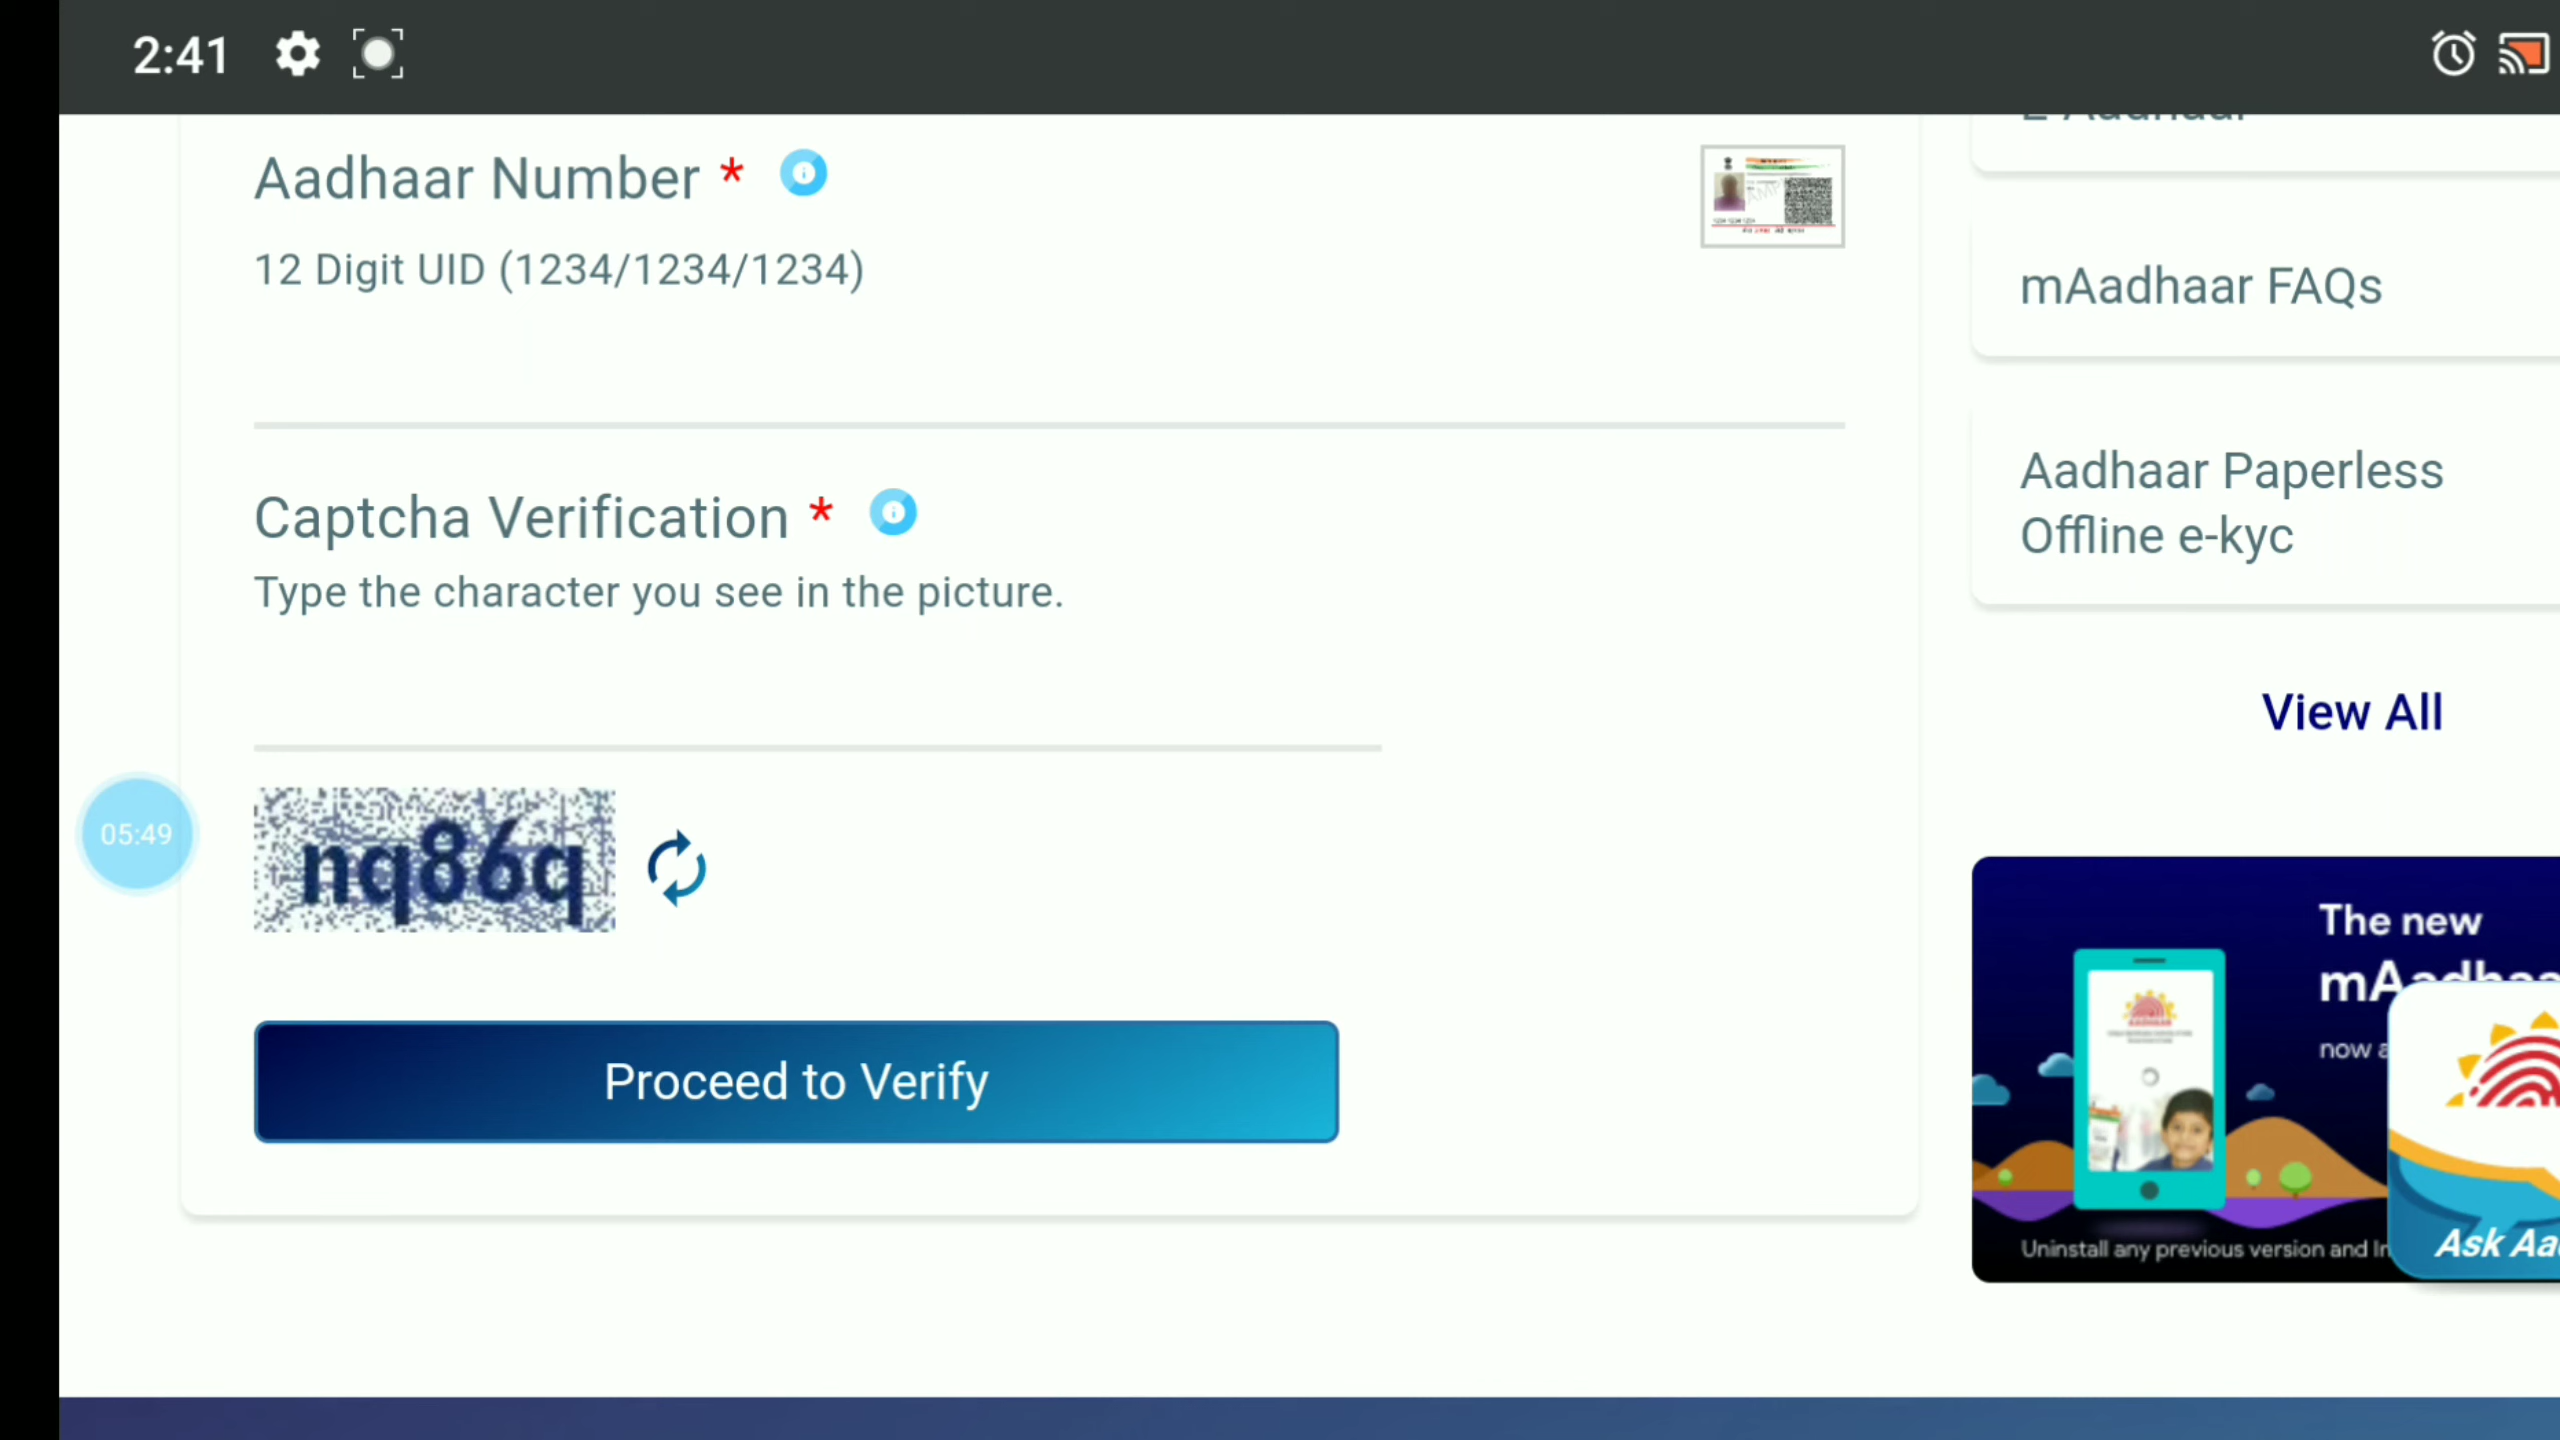 2:41
Aadhaar Number *
12 Digit UID (1234/1234/1234)
Captcha Verification *
Type the character you see in the picture.
05:49
nq86q
Proceed to Verify
mAadhaar FAQs
Aadhaar Paperless
Offline e-kyc
View All
The new
now
Uninstall any previous version and
Ask